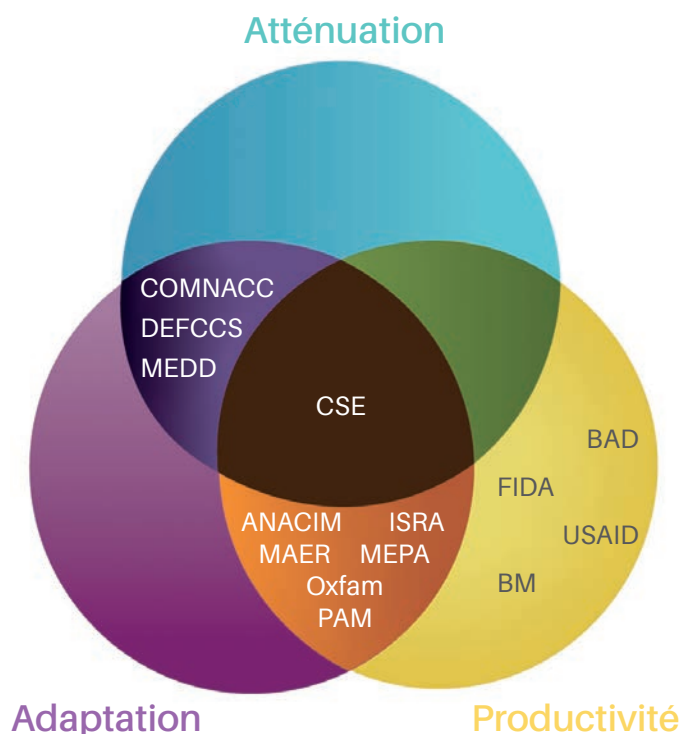 Atténuation
COMNACC
DEFCCS
MEDD
CSE
BAD
FIDA
USAID
BM
ANACIM ISRA
MAER MEPA
Oxfam
PAM
Adaptation
Productivité